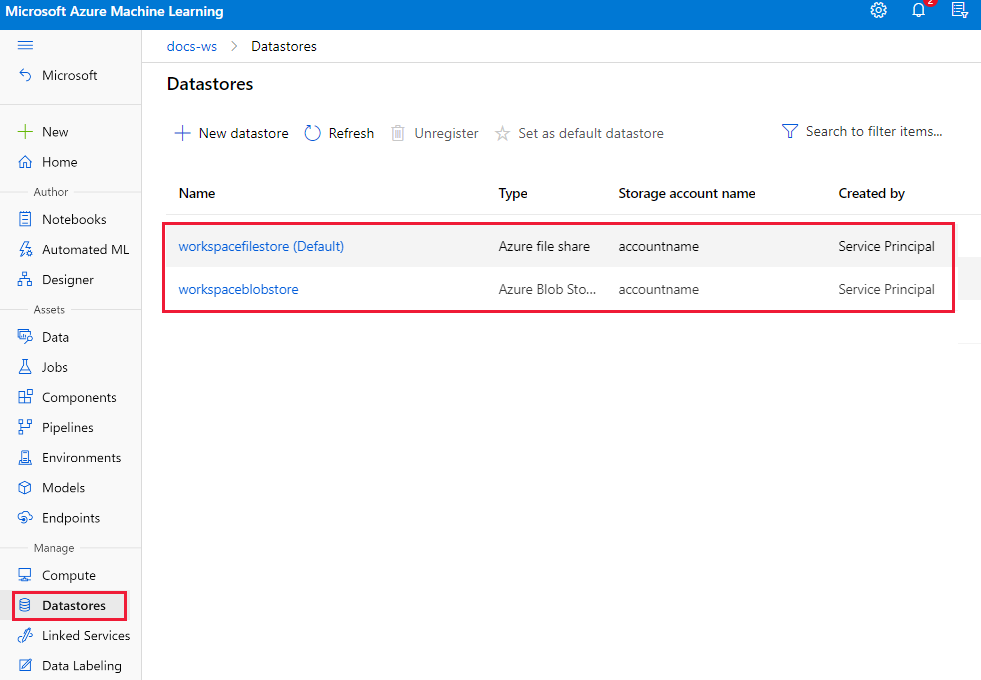 Microsoft Azure Machine Learning
2
Microsoft
New
Home
Author
Notebooks
Automated ML
Designer
Assets
Data
Jobs
Components
Pipelines
Environments
Models
Endpoints
Manage
Compute
Datastores
Linked Services
Data Labeling
docs-ws > Datastores
Datastores
New datastore Refresh Unregister Set as default datastore Search to filter items...
Name Type Storage account name Created by
workspacefilestore (Default) Azure file share accountname Service Principal
workspaceblobstore Azure Blob Sto... accountname Service Principal